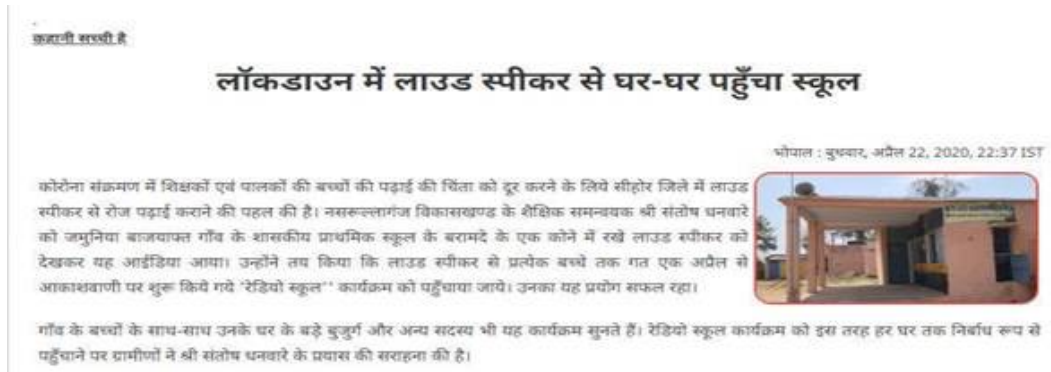 कहानी सच्ची है
लॉकडाउन में लाउड स्पीकर से घर-घर पहुँचा स्कूल
भोपाल : बुधवार, अप्रैल 22, 2020, 22:37 IST
कोरोना संक्रमण में शिक्षकों एवं पालकों की बच्चों की पढ़ाई की चिंता को दूर करने के लिये सीहोर जिले में लाउड
स्पीकर से रोज पढ़ाई कराने की पहल की है। नसरूल्लागंज विकासखण्ड के शैक्षिक समन्वयक श्री संतोष धनवारे
को जमुनिया बाजयाफ्त गाँव के शासकीय प्राथमिक स्कूल के बरामदे के एक कोने में रखे लाउड स्पीकर को
देखकर यह आईडिया आया। उन्होंने तय किया कि लाउड स्पीकर से प्रत्येक बच्चे तक गत एक अप्रैल से
आकाशवाणी पर शुरू किये गये 'रेडियो स्कूल'' कार्यक्रम को पहुँचाया जाये। उनका यह प्रयोग सफल रहा।
गाँव के बच्चों के साथ-साथ उनके घर के बड़े बुजुर्ग और अन्य सदस्य भी यह कार्यक्रम सुनते हैं। रेडियो स्कूल कार्यक्रम को इस तरह हर घर तक निर्बाध रूप से
पहुँचाने पर ग्रामीणों ने श्री संतोष धनवारे के प्रयास की सराहना की है।